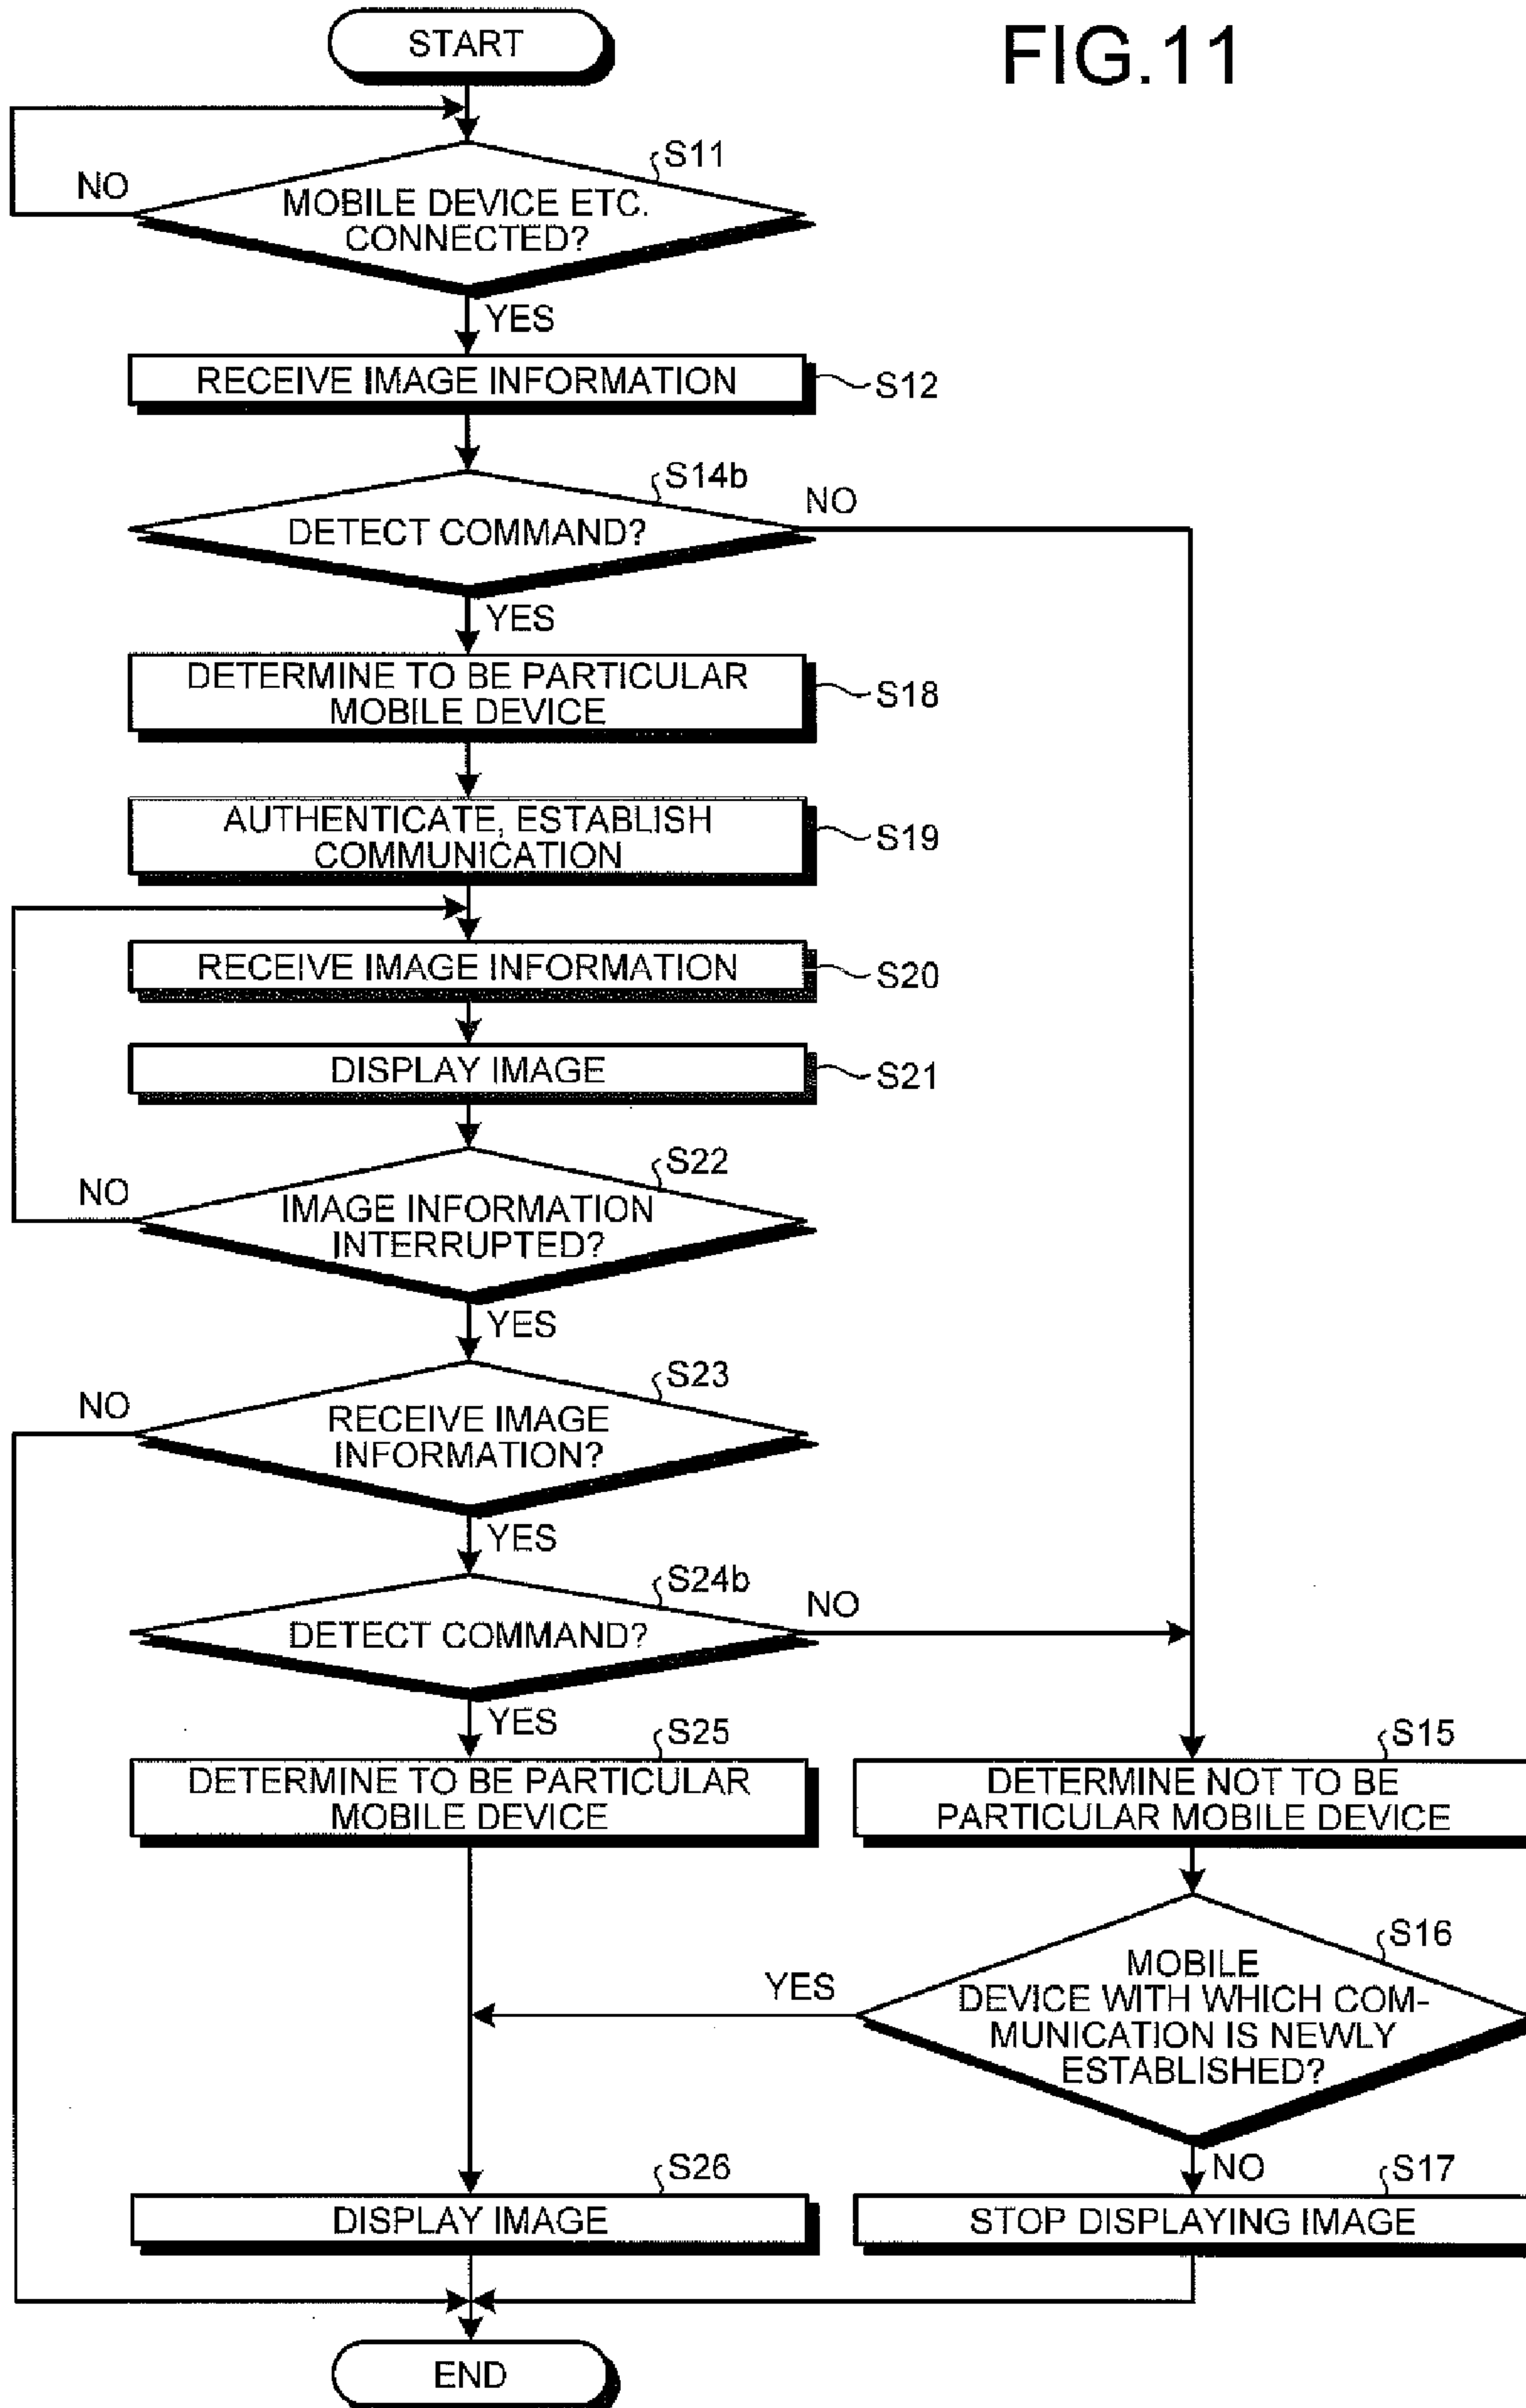 FIG.11
START
S11
NO
MOBILE DEVICE ETC.
CONNECTED?
YES
RECEIVE IMAGE INFORMATION
S12
S14b
NO
DETECT COMMAND?
YES
DETERMINE TO BE PARTICULAR
MOBILE DEVICE
S18
AUTHENTICATE, ESTABLISH
COMMUNICATION
S19
RECEIVE IMAGE INFORMATION
S20
DISPLAY IMAGE
S21
S22
NO
IMAGE INFORMATION
INTERRUPTED?
YES
S23
NO
RECEIVE IMAGE
INFORMATION?
YES
S24b
NO
DETECT COMMAND?
YES
S25
DETERMINE TO BE PARTICULAR
MOBILE DEVICE
S15
DETERMINE NOT TO BE
PARTICULAR MOBILE DEVICE
S16
YES
MOBILE
DEVICE WITH WHICH COM-
MUNICATION IS NEWLY
ESTABLISHED?
NO
S26
DISPLAY IMAGE
S17
STOP DISPLAYING IMAGE
END